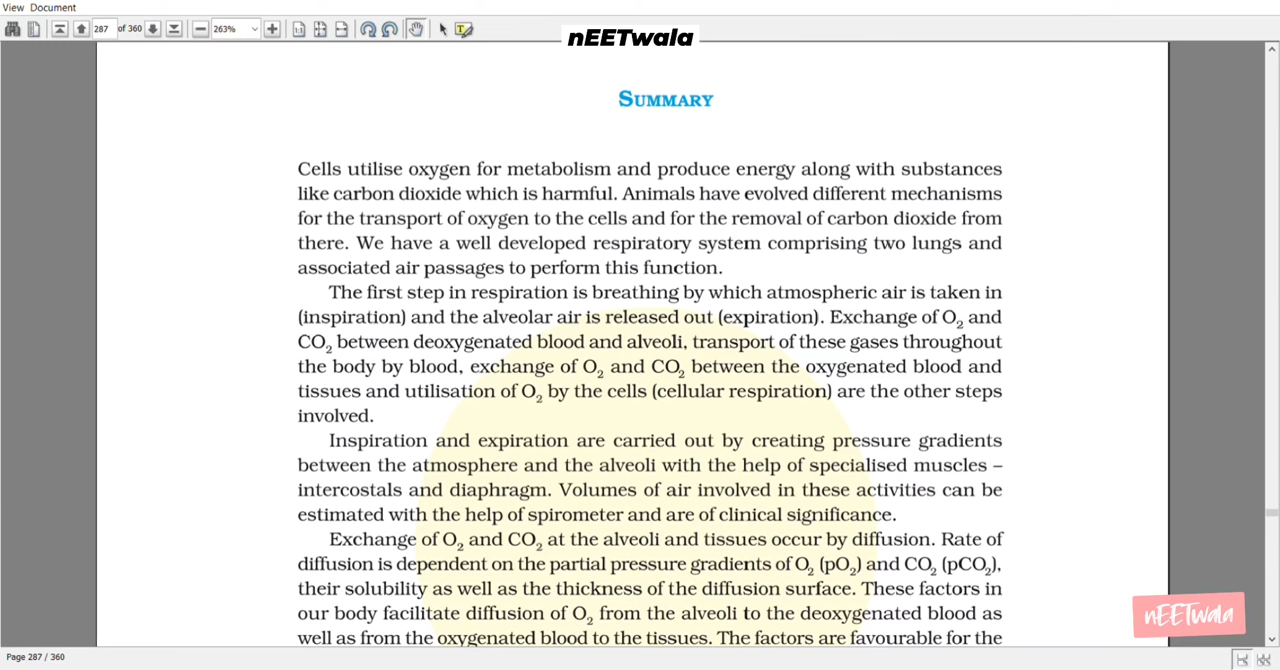 View Document
287 of 360 263%
nEETwala
SUMMARY
Cells utilise oxygen for metabolism and produce energy along with substances
like carbon dioxide which is harmful. Animals have evolved different mechanisms
for the transport of oxygen to the cells and for the removal of carbon dioxide from
there. We have a well developed respiratory system comprising two lungs and
associated air passages to perform this function.
The first step in respiration is breathing by which atmospheric air is taken in
(inspiration) and the alveolar air is released out (expiration). Exchange of O₂ and
CO₂ between deoxygenated blood and alveoli, transport of these gases throughout
the body by blood, exchange of O₂ and CO₂ between the oxygenated blood and
tissues and utilisation of O₂ by the cells (cellular respiration) are the other steps
involved.
Inspiration and expiration are carried out by creating pressure gradients
between the atmosphere and the alveoli with the help of specialised muscles –
intercostals and diaphragm. Volumes of air involved in these activities can be
estimated with the help of spirometer and are of clinical significance.
Exchange of O₂ and CO₂ at the alveoli and tissues occur by diffusion. Rate of
diffusion is dependent on the partial pressure gradients of O₂ (pO₂) and CO₂ (pCO₂),
their solubility as well as the thickness of the diffusion surface. These factors in
our body facilitate diffusion of O₂ from the alveoli to the deoxygenated blood as
well as from the oxygenated blood to the tissues. The factors are favourable for the
nEETwala
Page 287 / 360